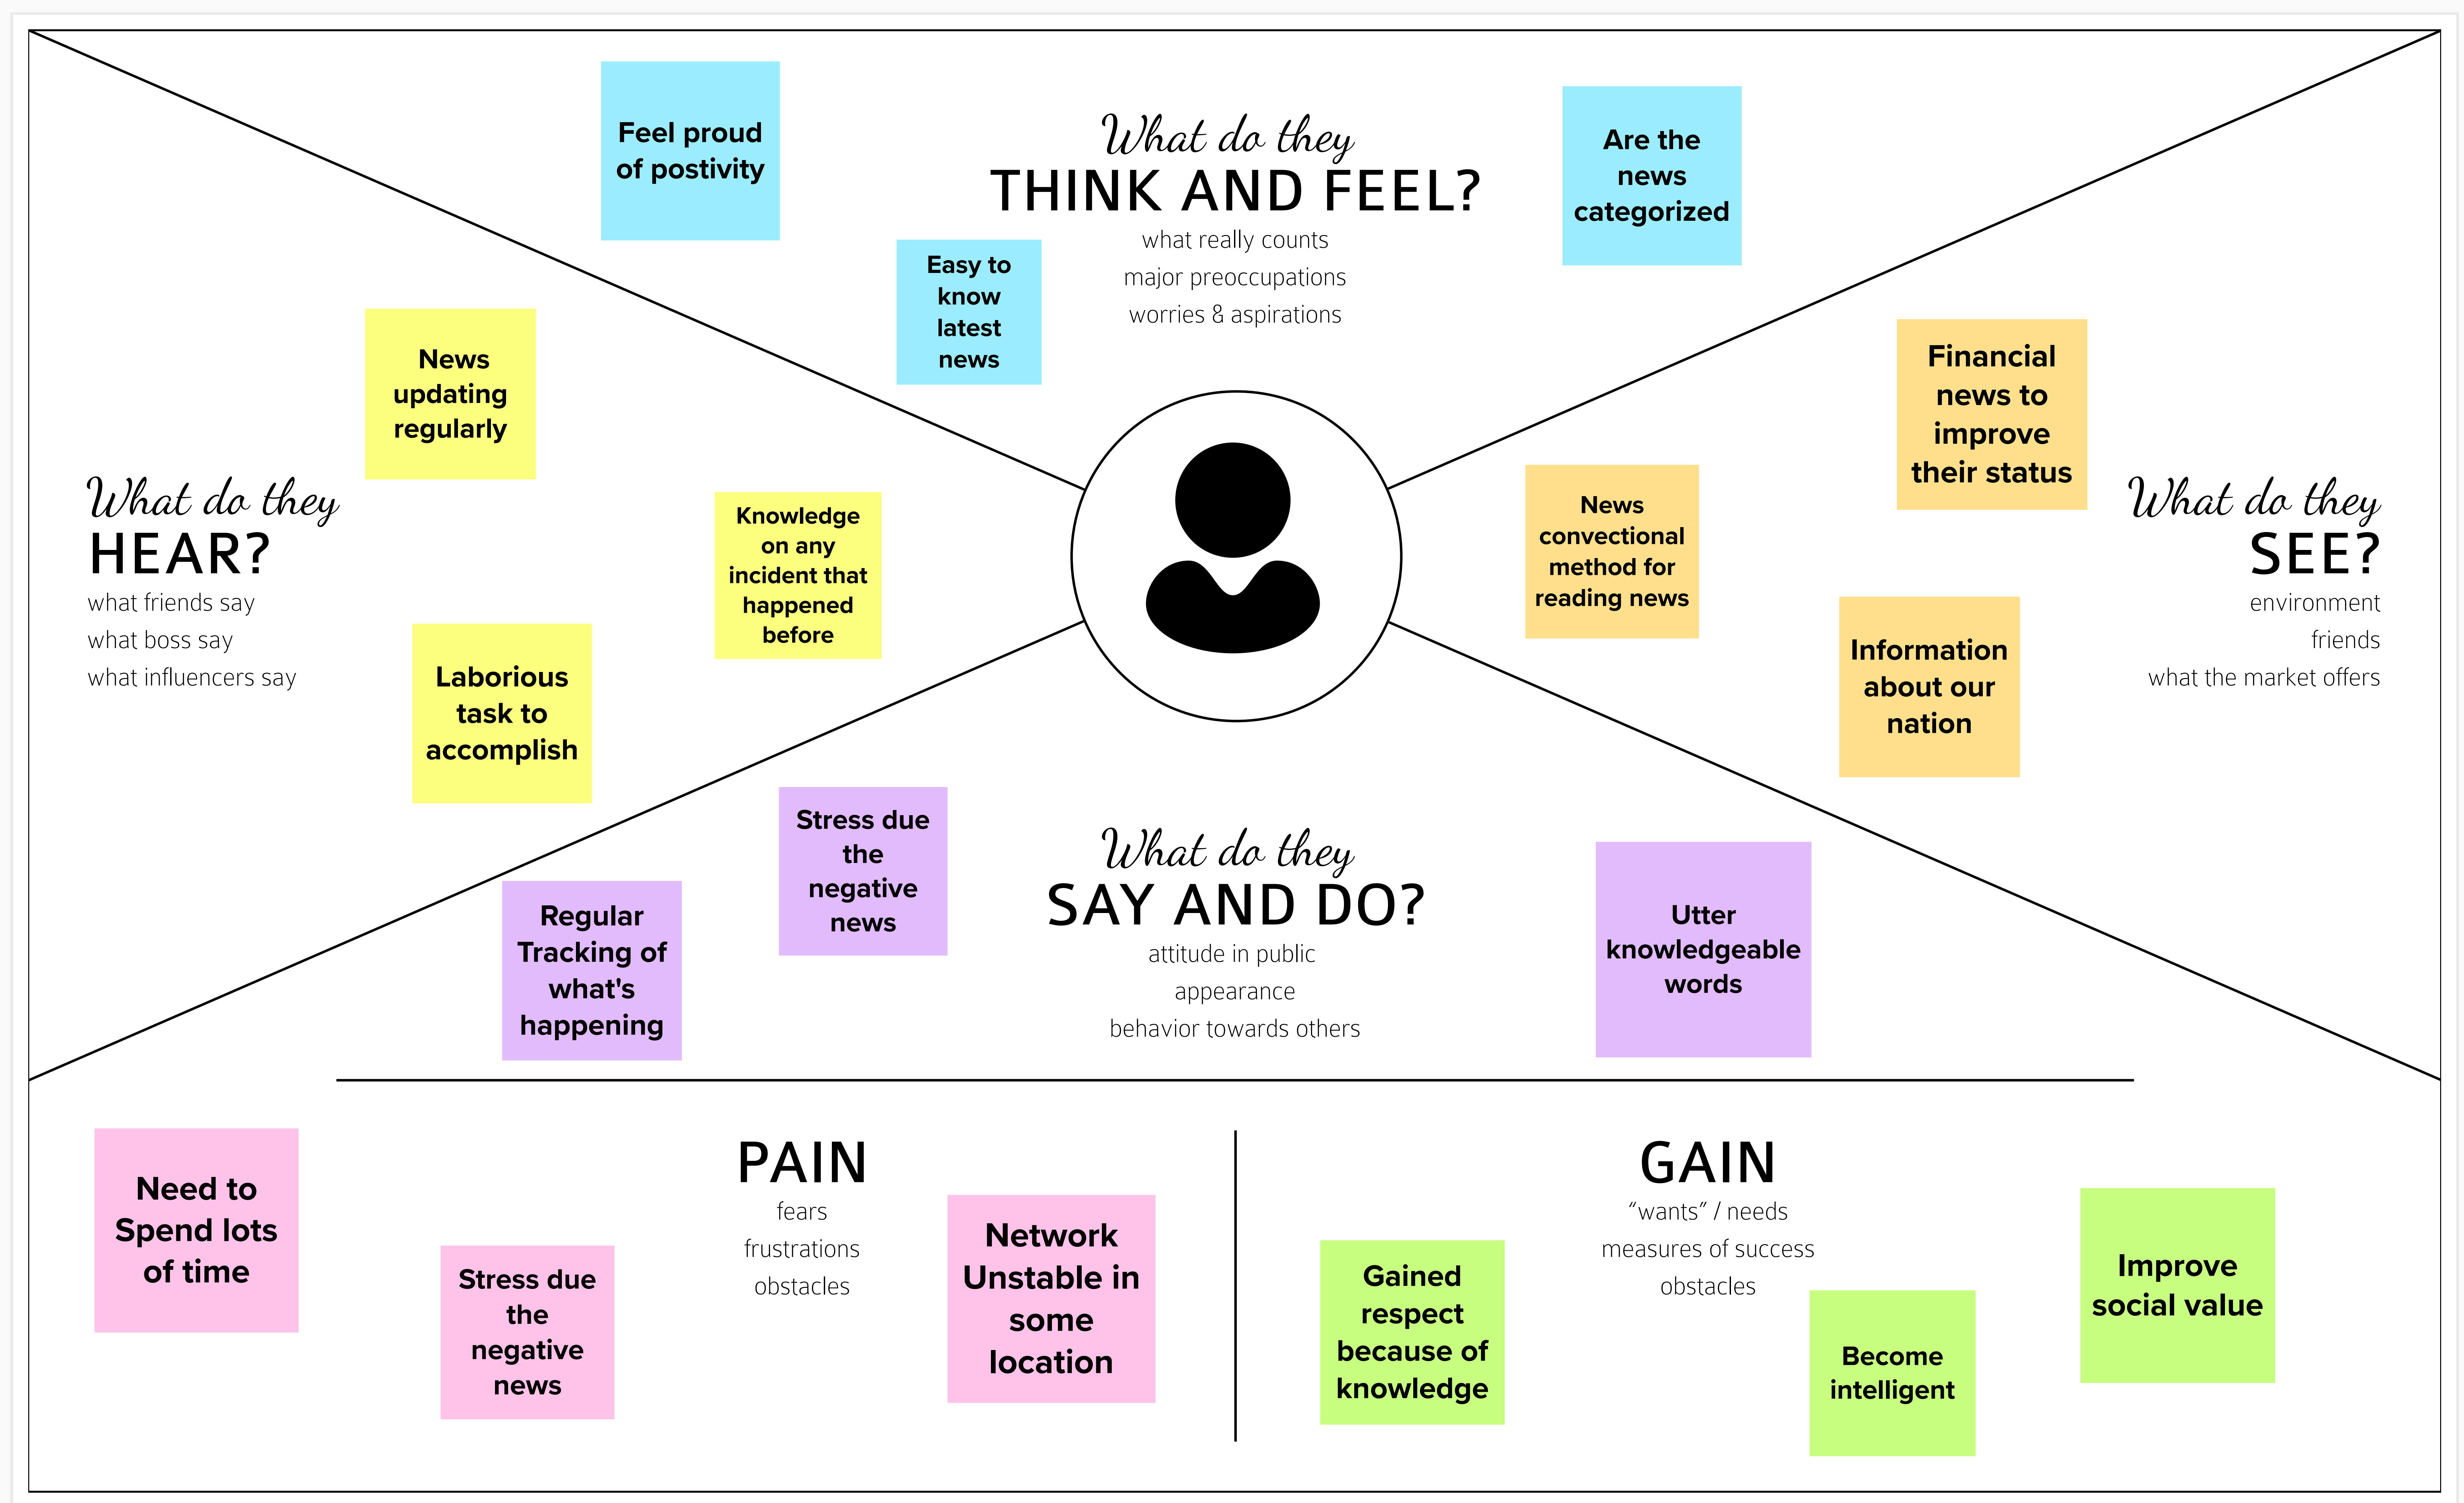 Feel proud
of postivity
What do they
THINK AND FEEL?
what really counts
major preoccupations
worries & aspirations
Easy to
know
latest
news
Are the
news
categorized
What do they
HEAR?
what friends say
what boss say
what influencers say
News
updating
regularly
Knowledge
on any
incident that
happened
before
Laborious
task to
accomplish
Financial
news to
improve
their status
News
convectional
method for
reading news
Information
about our
nation
What do they
SEE?
environment
friends
what the market offers
Stress due
the
negative
news
Regular
Tracking of
what's
happening
What do they
SAY AND DO?
attitude in public
appearance
behavior towards others
Utter
knowledgeable
words
Need to
Spend lots
of time
Stress due
the
negative
news
PAIN
fears
frustrations
obstacles
Network
Unstable in
some
location
Gained
respect
because of
knowledge
GAIN
“wants” / needs
measures of success
obstacles
Become
intelligent
Improve
social value